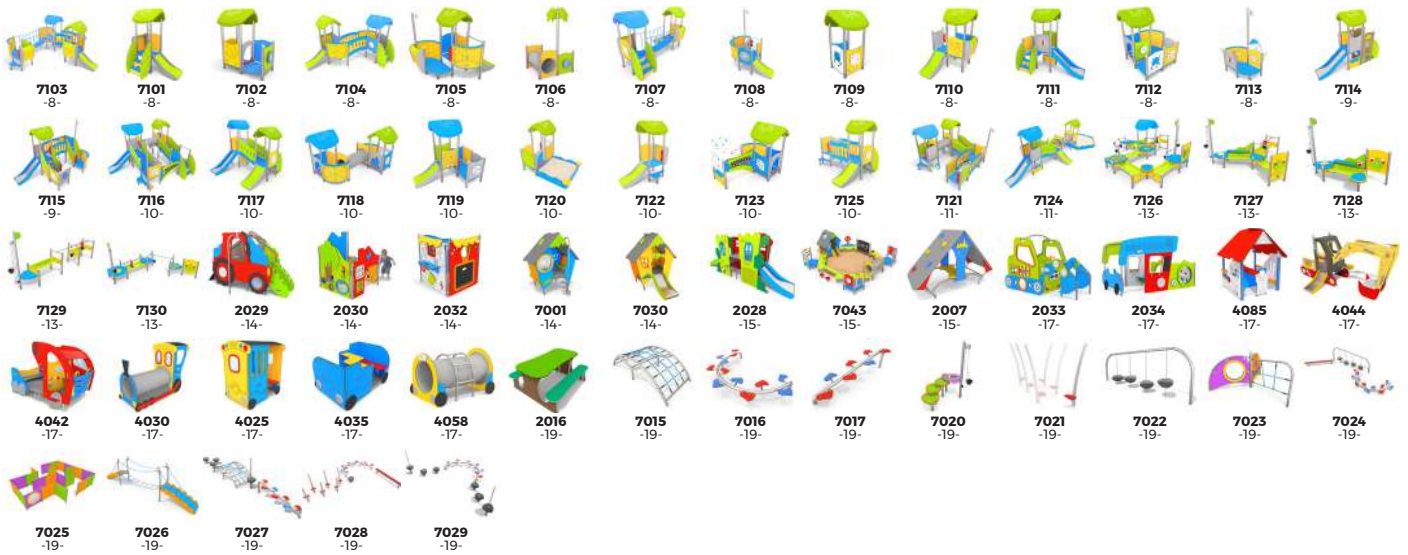 7103 7101 7102 7104 7105 7106 7107 7108 7109 7110 7111 7112 7113 7114
-8- -8- -8- -8- -8- -8- -8- -8- -8- -8- -8- -8- -8- -9-
7115 7116 7117 7118 7119 7120 7122 7123 7125 7121 7124 7126 7127 7128
-9- -10- -10- -10- -10- -10- -10- -10- -10- -11- -11- -13- -13- -13-
7129 7130 2029 2030 2032 7001 7030 2028 7043 2007 2033 2034 4085 4044
-13- -13- -14- -14- -14- -14- -14- -15- -15- -15- -17- -17- -17- -17-
4042 4030 4025 4035 4058 2016 7015 7016 7017 7020 7021 7022 7023 7024
-17- -17- -17- -17- -17- -19- -19- -19- -19- -19- -19- -19- -19- -19-
7025 7026 7027 7028 7029
-19- -19- -19- -19- -19-